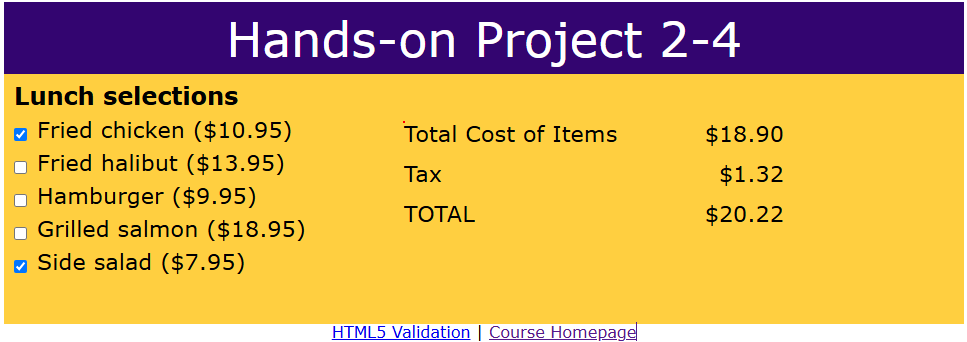 Hands-on Project 2-4
Lunch selections
Fried chicken ($10.95)
Fried halibut ($13.95)
Hamburger ($9.95)
Grilled salmon ($18.95)
Side salad ($7.95)
Total Cost of Items $18.90
Tax $1.32
TOTAL $20.22
HTML5 Validation | Course Homepage